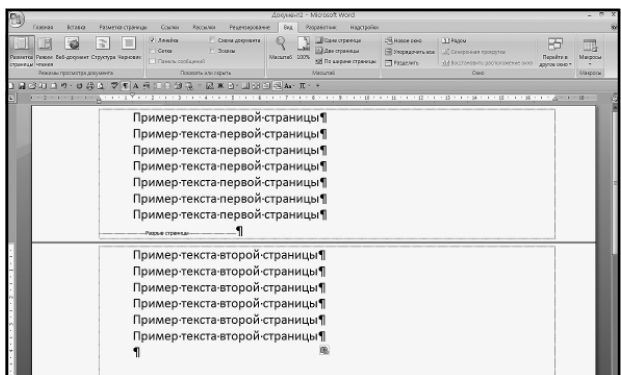 Документ2 - Microsoft Word
Главная Вставка Разметка страницы Ссылки Рассылки Рецензирование Вид Разработчик Надстройки
Линейка Схема документа Одна страница Новое окно Рядом
Сетка Эскизы Две страницы Упорядочить все Синхронная прокрутка
Панель сообщений По ширине страницы Разделить Восстановить расположение окна
Разметка страницы Режим чтения Веб-документ Структура Черновик Масштаб 100% Перейти в другое окно Макросы
Режимы просмотра документа Показать или скрыть Масштаб Окно Макросы
Пример·текста·первой·страницы¶
Пример·текста·первой·страницы¶
Пример·текста·первой·страницы¶
Пример·текста·первой·страницы¶
Пример·текста·первой·страницы¶
Пример·текста·первой·страницы¶
Пример·текста·первой·страницы¶
Разрыв страницы ¶
Пример·текста·второй·страницы¶
Пример·текста·второй·страницы¶
Пример·текста·второй·страницы¶
Пример·текста·второй·страницы¶
Пример·текста·второй·страницы¶
Пример·текста·второй·страницы¶
¶